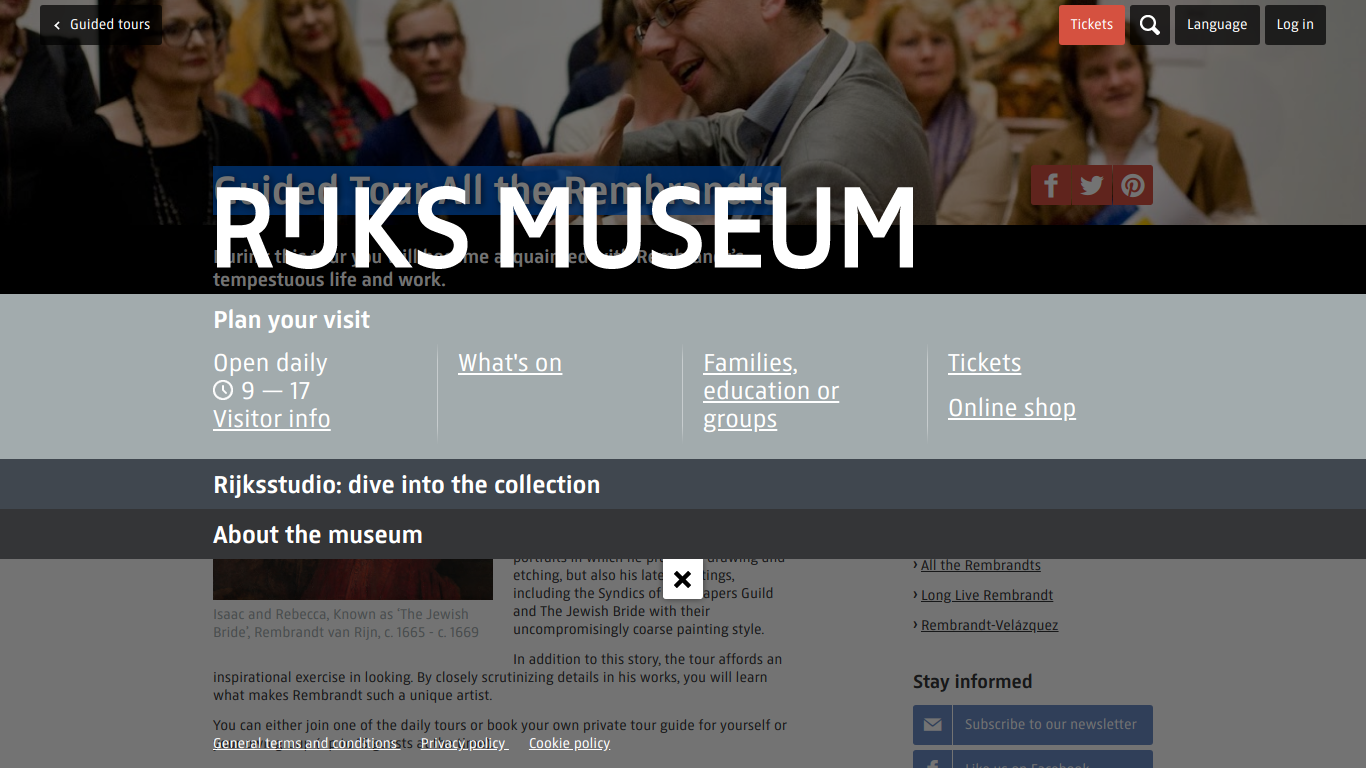 Guided tours
Tickets
Language
Log in
Guided Tour All the Rembrandts
RIJKS MUSEUM
During this tour you will become acquainted with Rembrandt's
tempestuous life and work.
Plan your visit
Open daily
9 — 17
Visitor info
What's on
Families,
education or
groups
Tickets
Online shop
Rijksstudio: dive into the collection
About the museum
portraits in which he drawing and
etching, but also his late
including the Syndics of Guild
and The Jewish Bride with their
uncompromisingly coarse painting style.
Isaac and Rebecca, Known as 'The Jewish
Bride', Rembrandt van Rijn, c. 1665 - c. 1669
In addition to this story, the tour affords an
inspirational exercise in looking. By closely scrutinizing details in his works, you will learn
what makes Rembrandt such a unique artist.
You can either join one of the daily tours or book your own private tour guide for yourself or
General terms and conditions
Privacy policy
Cookie policy
All the Rembrandts
Long Live Rembrandt
Rembrandt-Velázquez
Stay informed
Subscribe to our newsletter
Like us on Facebook